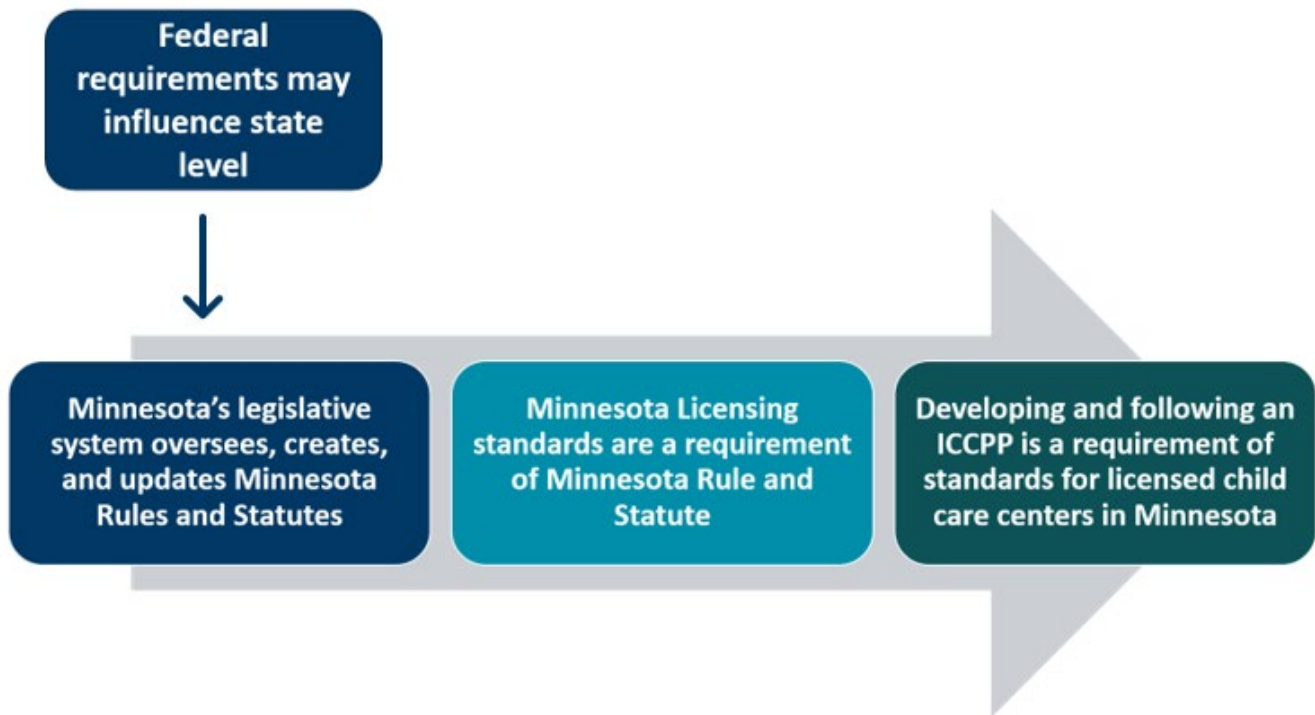 Federal
requirements may
influence state
level
Minnesota's legislative
system oversees, creates,
and updates Minnesota
Rules and Statutes
Minnesota Licensing
standards are a requirement
of Minnesota Rule and
Statute
Developing and following an
ICCPP is a requirement of
standards for licensed child
care centers in Minnesota